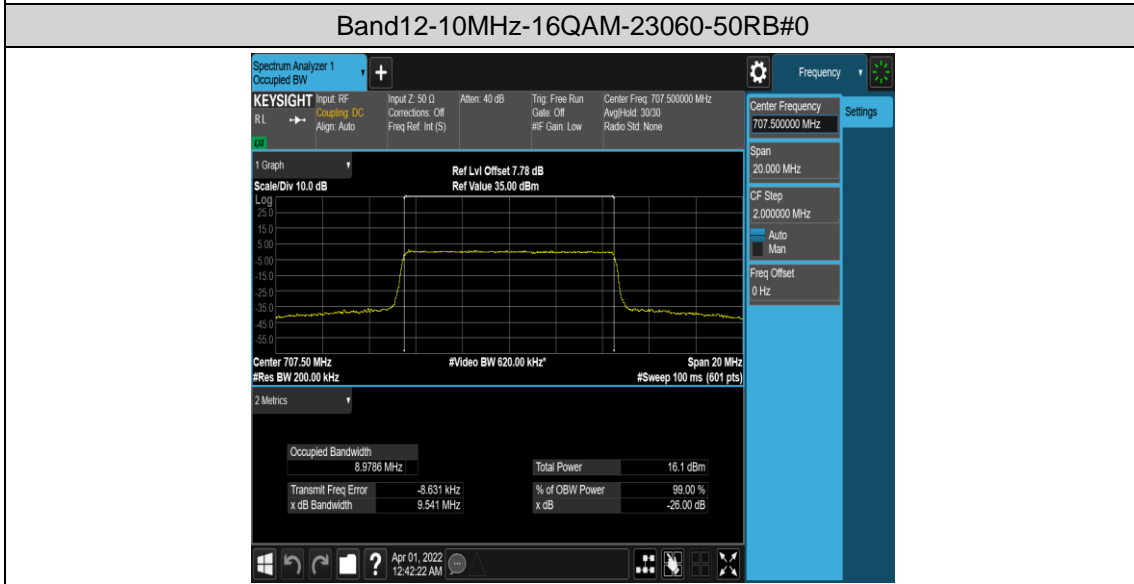 Band12-10MHz-16QAM-23060-50RB#0
Spectrum Analyzer 1
Occupied BW
+
Frequency
KEYSIGHT
RL
LXI
Input: RF
Coupling: DC
Align: Auto
Input Z: 50 Ω
Corrections: Off
Freq Ref: Int (S)
Atten: 40 dB
Trig: Free Run
Gate: Off
#IF Gain: Low
Center Freq: 707.500000 MHz
Avg|Hold: 30/30
Radio Std: None
Center Frequency
707.500000 MHz
Settings
Span
20.000 MHz
CF Step
2.000000 MHz
Auto
Man
Freq Offset
0 Hz
1 Graph
Scale/Div 10.0 dB
Ref Lvl Offset 7.78 dB
Ref Value 35.00 dBm
Log
25.0
15.0
5.00
-5.00
-15.0
-25.0
-35.0
-45.0
-55.0
Center 707.50 MHz
#Video BW 620.00 kHz*
Span 20 MHz
#Res BW 200.00 kHz
#Sweep 100 ms (601 pts)
2 Metrics
Occupied Bandwidth
8.9786 MHz
Total Power 16.1 dBm
Transmit Freq Error -8.631 kHz
% of OBW Power 99.00 %
x dB Bandwidth 9.541 MHz
x dB -26.00 dB
?
Apr 01, 2022
12:42:22 AM